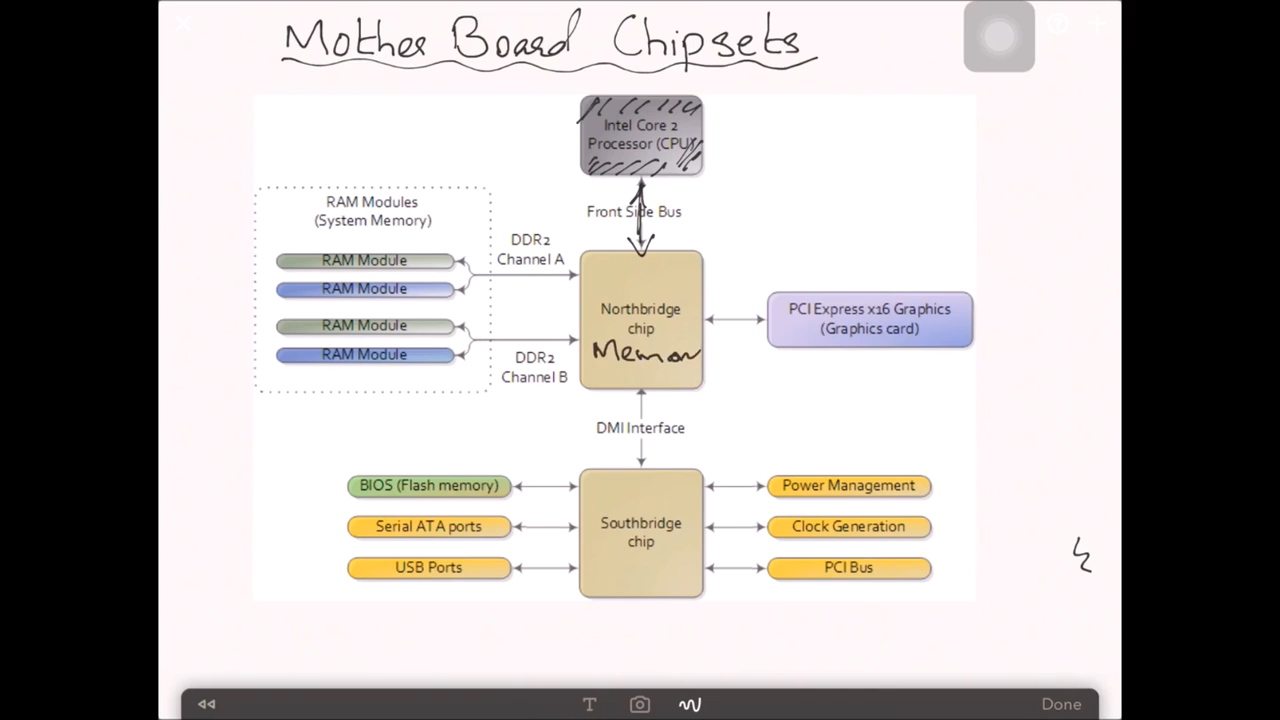 Mother Board Chipsets
Intel Core 2
Processor (CPU)
Front Side Bus
RAM Modules
(System Memory)
RAM Module
RAM Module
RAM Module
RAM Module
DDR2
Channel A
DDR2
Channel B
Northbridge
chip
Memor
PCI Express x16 Graphics
(Graphics card)
DMI Interface
BIOS (Flash memory)
Serial ATA ports
USB Ports
Southbridge
chip
Power Management
Clock Generation
PCI Bus
T
Done